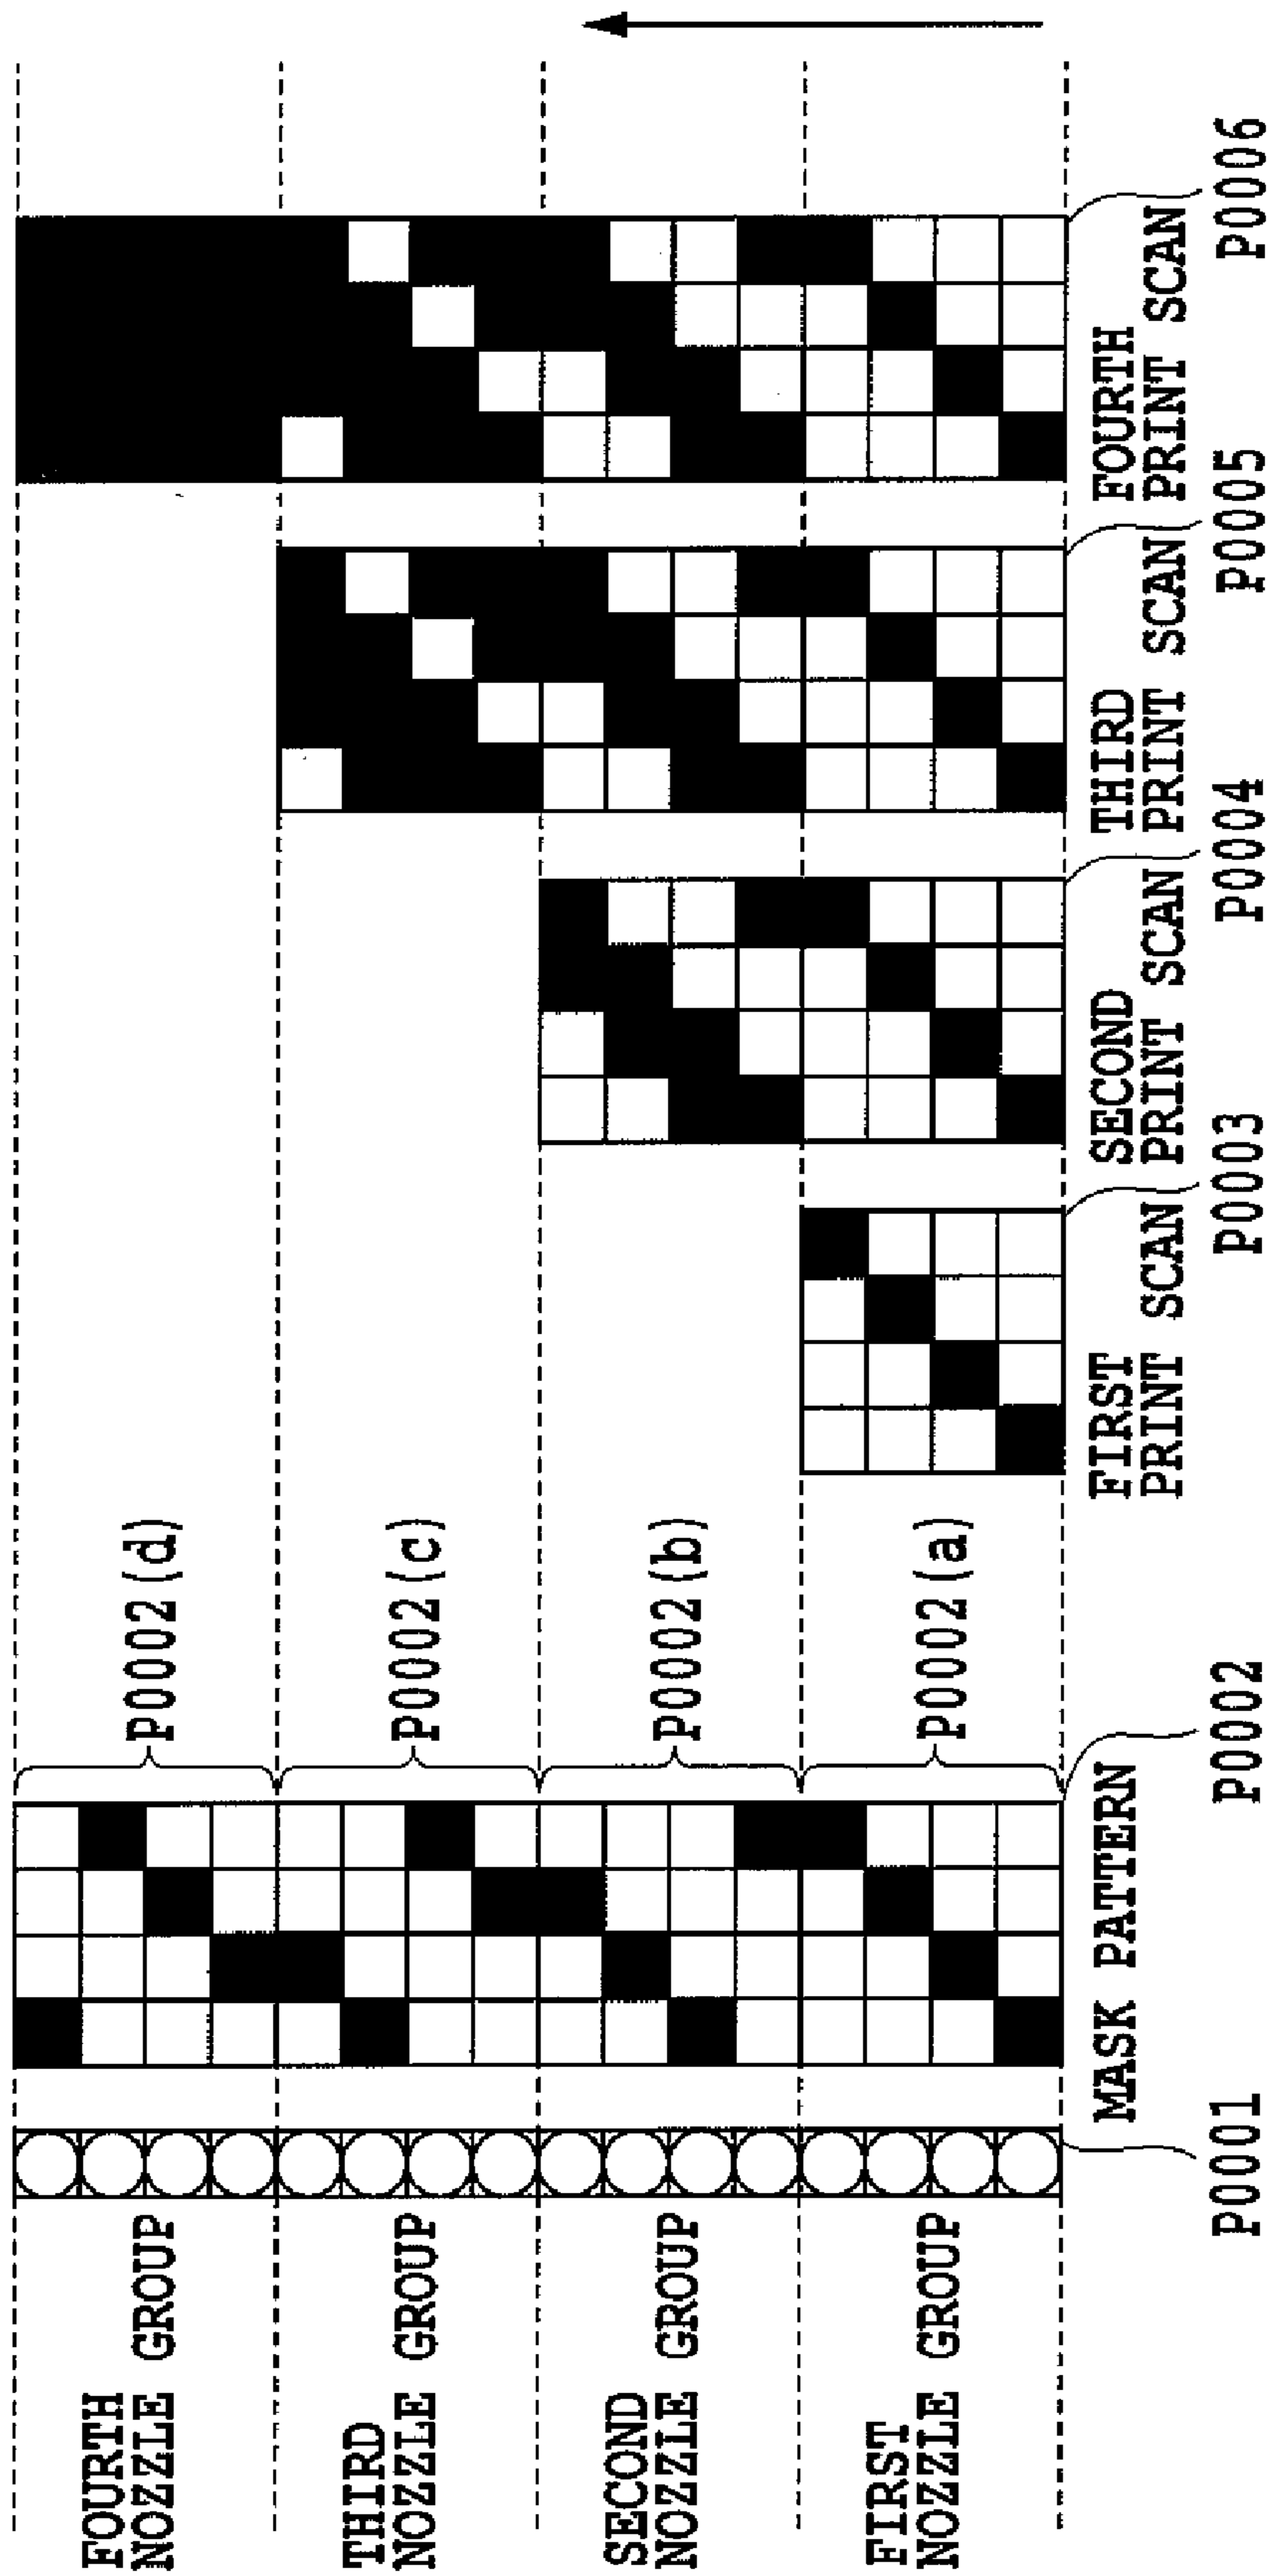 FOURTH
NOZZLE GROUP
THIRD
NOZZLE GROUP
SECOND
NOZZLE GROUP
FIRST
NOZZLE GROUP
P0001
MASK PATTERN
P0002
P0002(d)
P0002(c)
P0002(b)
P0002(a)
FIRST
PRINT SCAN
P0003
SECOND
PRINT SCAN
P0004
THIRD
PRINT SCAN
P0005
FOURTH
PRINT SCAN
P0006